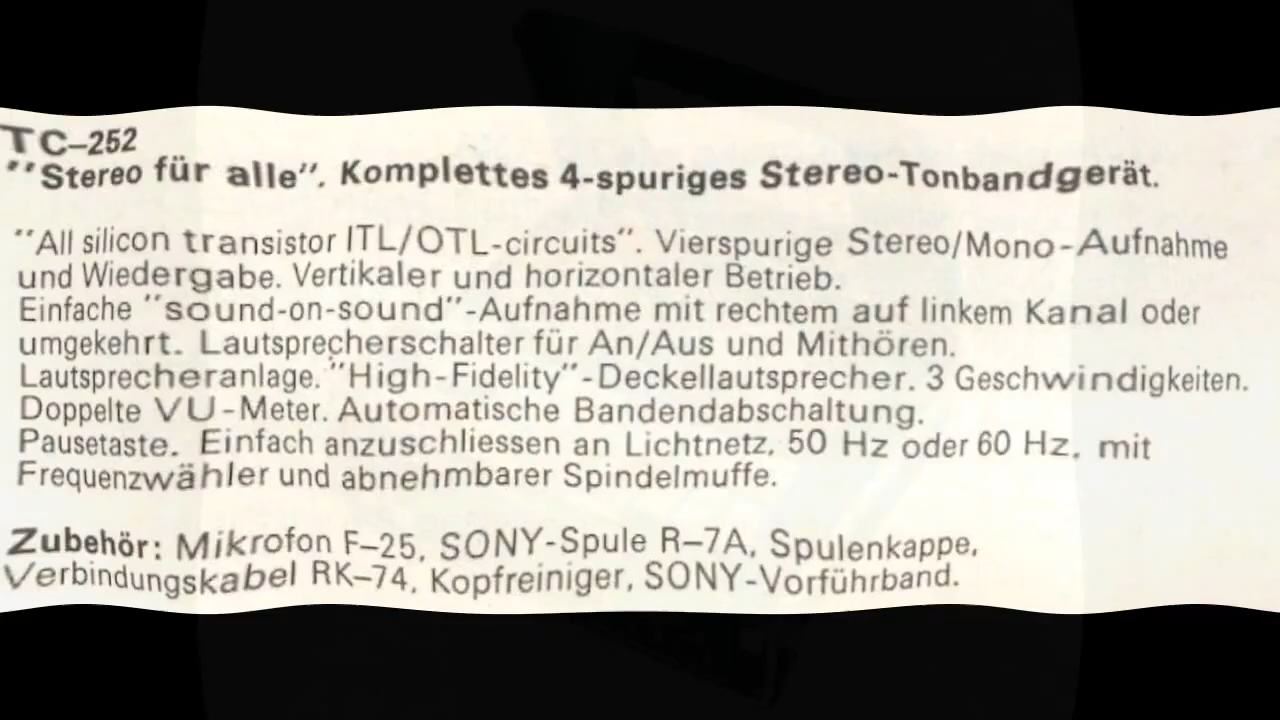 TC–252
"Stereo für alle". Komplettes 4-spuriges Stereo-Tonbandgerät.
"All silicon transistor ITL/OTL-circuits". Vierspurige Stereo/Mono-Aufnahme
und Wiedergabe. Vertikaler und horizontaler Betrieb.
Einfache "sound-on-sound"-Aufnahme mit rechtem auf linkem Kanal oder
umgekehrt. Lautsprecherschalter für An/Aus und Mithören.
Lautsprecheranlage. "High-Fidelity"-Deckellautsprecher. 3 Geschwindigkeiten.
Doppelte VU-Meter. Automatische Bandendabschaltung.
Pausetaste. Einfach anzuschliessen an Lichtnetz, 50 Hz oder 60 Hz, mit
Frequenzwähler und abnehmbarer Spindelmuffe.
Zubehör: Mikrofon F–25, SONY-Spule R–7A, Spulenkappe,
Verbindungskabel RK–74, Kopfreiniger, SONY-Vorführband.